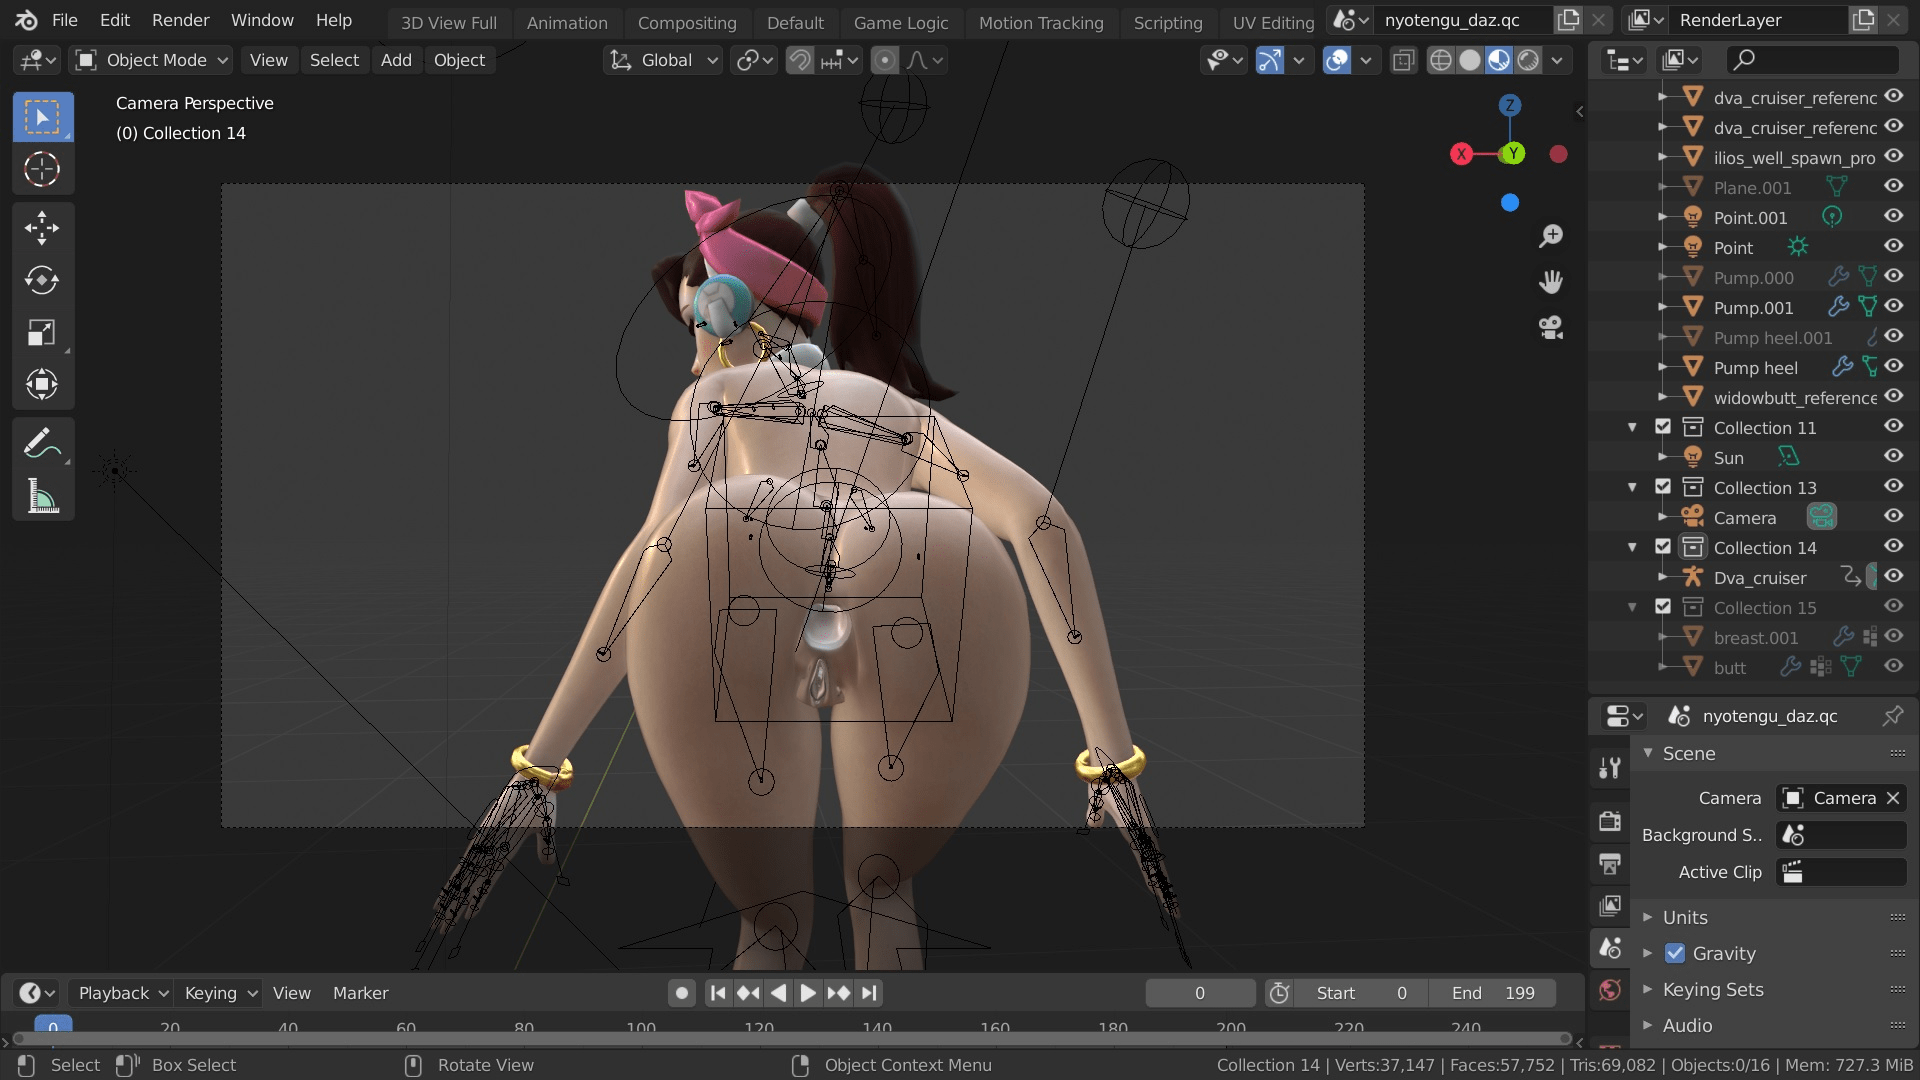 File Edit Render Window Help 3D View Full Animation Compositing Default Game Logic Motion Tracking Scripting UV Editing nyotengu_daz.qc RenderLayer
Object Mode View Select Add Object Global
Camera Perspective
(0) Collection 14
Z
X
Y
dva_cruiser_referenc
dva_cruiser_referenc
ilios_well_spawn_pro
Plane.001
Point.001
Point
Pump.000
Pump.001
Pump heel.001
Pump heel
widowbutt_reference
Collection 11
Sun
Collection 13
Camera
Collection 14
Dva_cruiser
Collection 15
breast.001
butt
nyotengu_daz.qc
Scene
Camera Camera
Background S..
Active Clip
Units
Gravity
Keying Sets
Audio
Playback Keying View Marker 0 Start 0 End 199
0 20 40 60 80 100 120 140 160 180 200 220 240
Select Box Select Rotate View Object Context Menu Collection 14 | Verts:37,147 | Faces:57,752 | Tris:69,082 | Objects:0/16 | Mem: 727.3 MiB